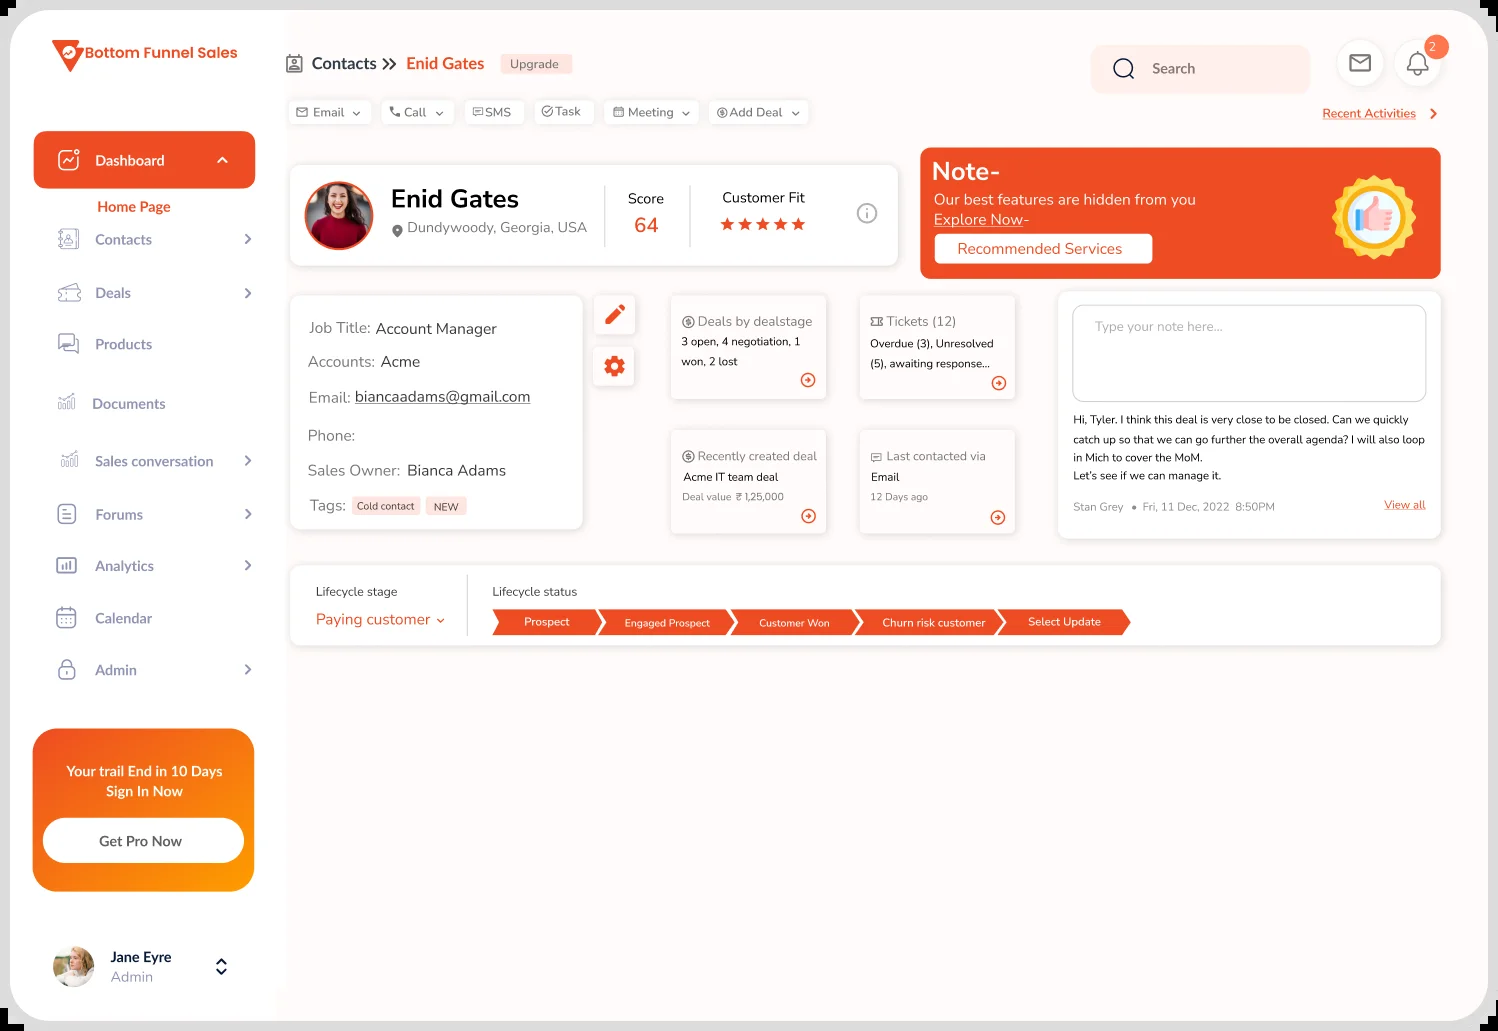 Bottom Funnel Sales
Contacts >> Enid Gates
Upgrade
Search
2
Email
Call
SMS
Task
Meeting
Add Deal
Recent Activities
Dashboard
Home Page
Contacts
Deals
Products
Documents
Sales conversation
Forums
Analytics
Calendar
Admin
Your trail End in 10 Days
Sign In Now
Get Pro Now
Jane Eyre
Admin
Enid Gates
Dundywoody, Georgia, USA
Score
64
Customer Fit
Note-
Our best features are hidden from you
Explore Now-
Recommended Services
Job Title: Account Manager
Accounts: Acme
Email: biancaadams@gmail.com
Phone:
Sales Owner: Bianca Adams
Tags: Cold contact NEW
Deals by dealstage
3 open, 4 negotiation, 1
won, 2 lost
Tickets (12)
Overdue (3), Unresolved
(5), awaiting response...
Recently created deal
Acme IT team deal
Deal value ₹ 1,25,000
Last contacted via
Email
12 Days ago
Type your note here...
Hi, Tyler. I think this deal is very close to be closed. Can we quickly
catch up so that we can go further the overall agenda? I will also loop
in Mich to cover the MoM.
Let's see if we can manage it.
Stan Grey • Fri, 11 Dec, 2022 8:50PM
View all
Lifecycle stage
Paying customer
Lifecycle status
Prospect
Engaged Prospect
Customer Won
Churn risk customer
Select Update